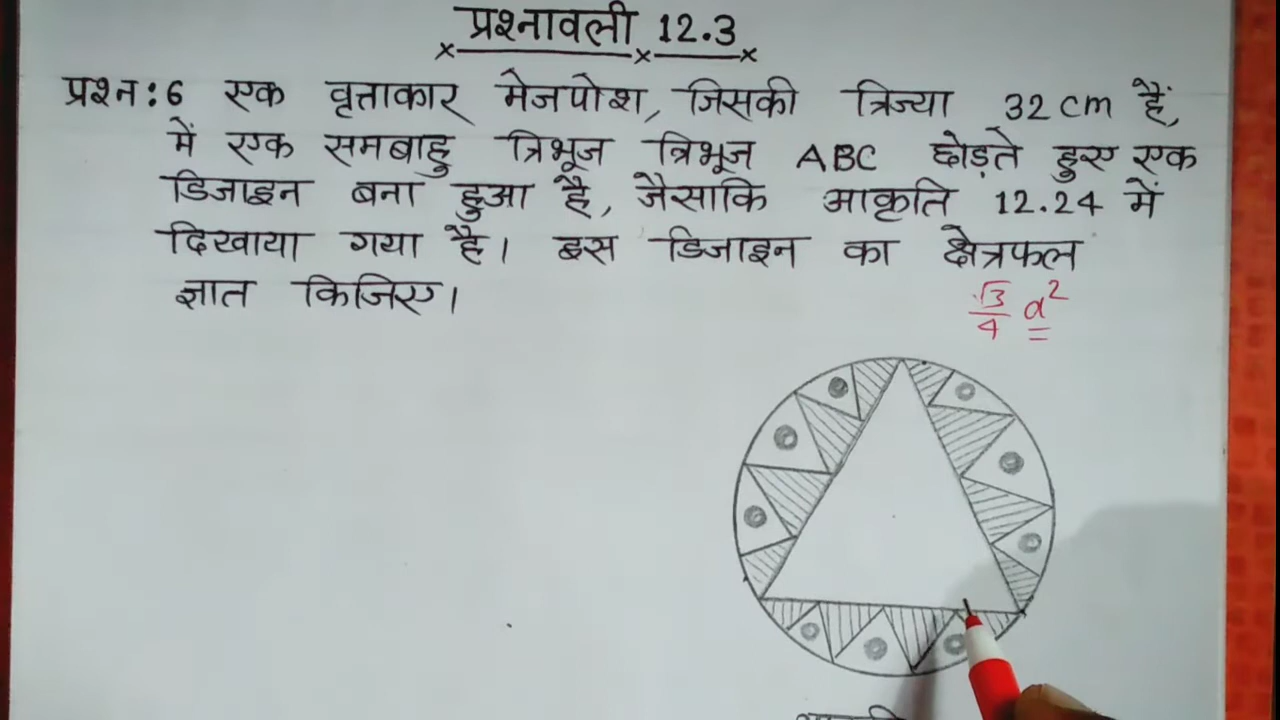 प्रश्नावली 12.3
प्रश्न:6 एक वृत्ताकार मेजपोश, जिसकी त्रिज्या 32 cm हैं,
में एक समबाहु त्रिभूज त्रिभूज ABC छोड़ते हुए एक
डिजाइन बना हुआ है, जैसाकि आकृति 12.24 में
दिखाया गया है। इस डिजाइन का क्षेत्रफल
ज्ञात किजिए।
√3/4 a²